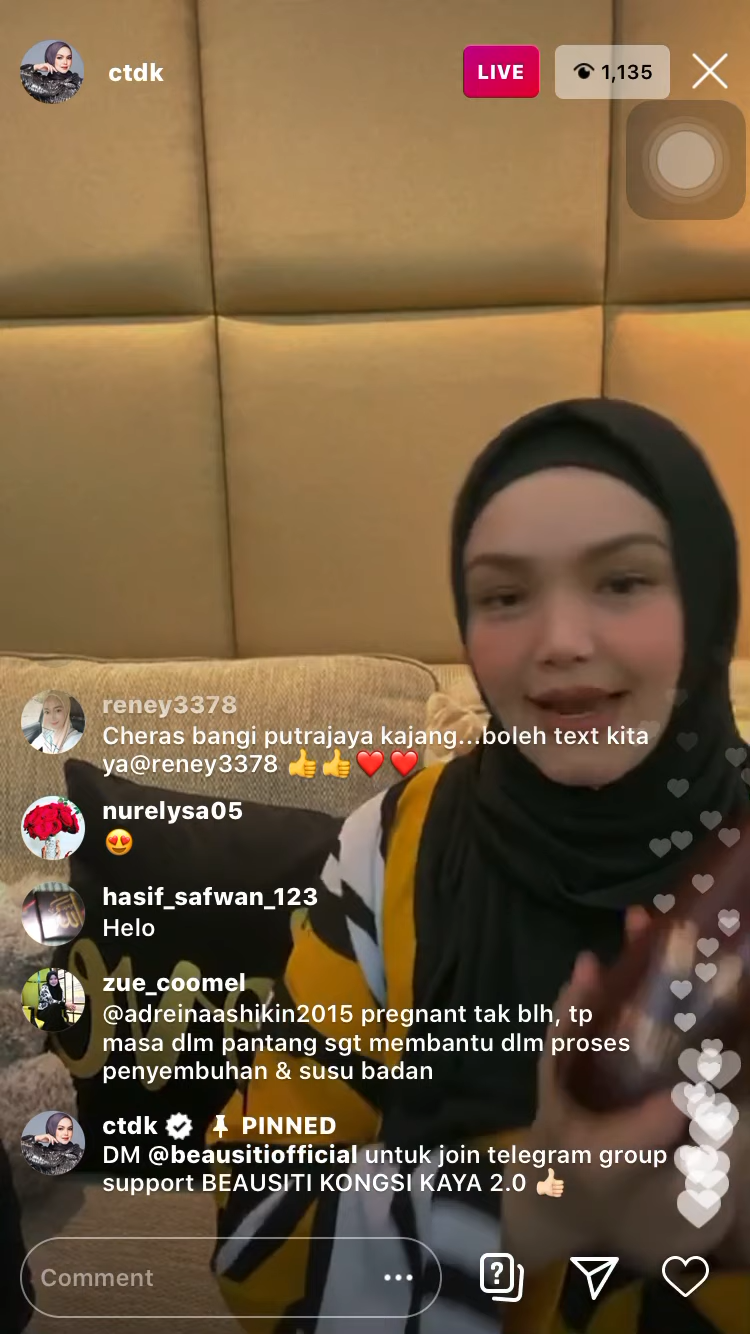 ctdk
LIVE
1,135
reney3378
Cheras bangi putrajaya kajang...boleh text kita
ya@reney3378 👍👍❤️❤️
nurelysa05
😍
hasif_safwan_123
Helo
zue_coomel
@adreinaashikin2015 pregnant tak blh, tp
masa dlm pantang sgt membantu dlm proses
penyembuhan & susu badan
ctdk PINNED
DM @beausitiofficial untuk join telegram group
support BEAUSITI KONGSI KAYA 2.0 👍🏻
Comment